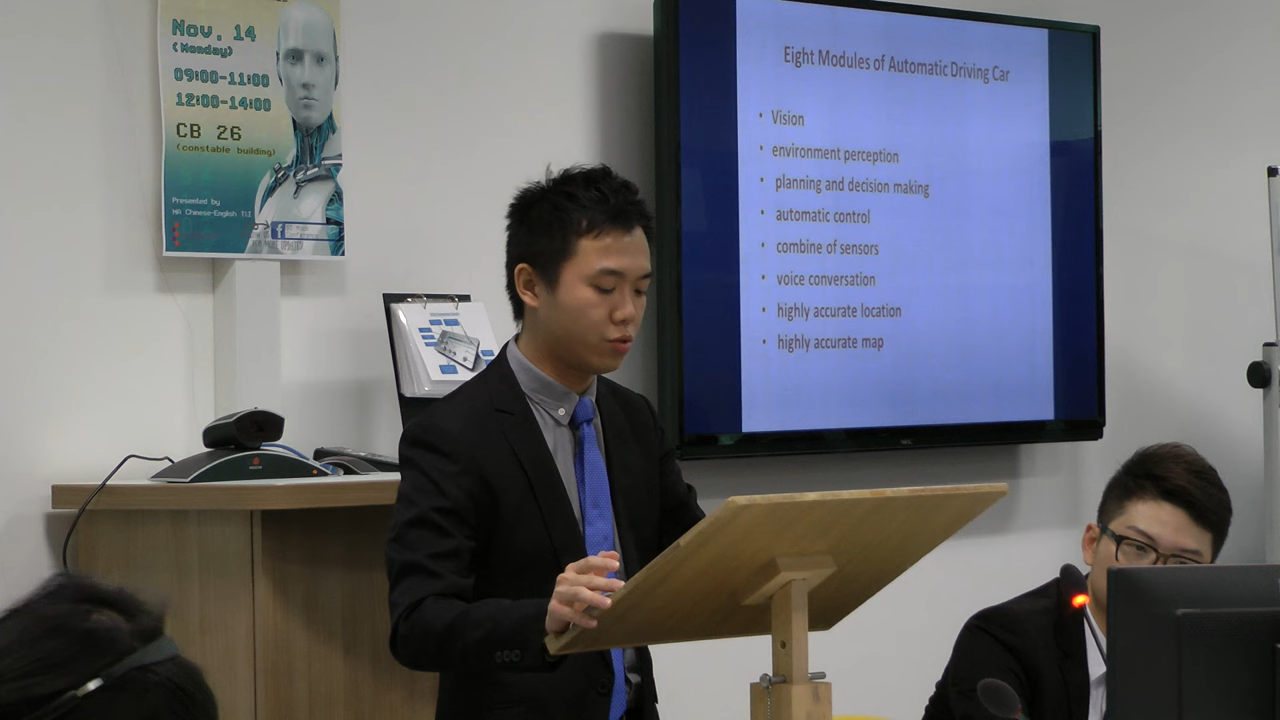 Nov. 14
(Monday)
09:00-11:00
12:00-14:00
CB 26
(constable building)
Presented by
MA Chinese-English T&I
Eight Modules of Automatic Driving Car
• Vision
• environment perception
• planning and decision making
• automatic control
• combine of sensors
• voice conversation
• highly accurate location
• highly accurate map
NEC